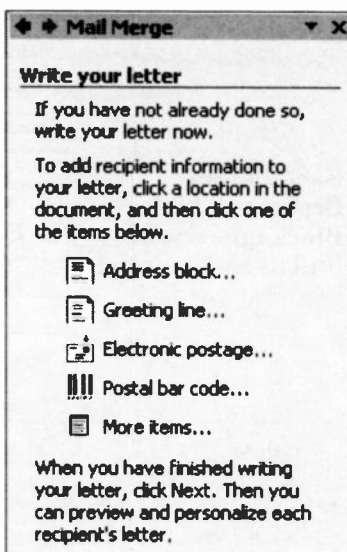 Mail Merge
Write your letter
If you have not already done so,
write your letter now.
To add recipient information to
your letter, click a location in the
document, and then click one of
the items below.
Address block...
Greeting line...
Electronic postage...
Postal bar code...
More items...
When you have finished writing
your letter, click Next. Then you
can preview and personalize each
recipient's letter.